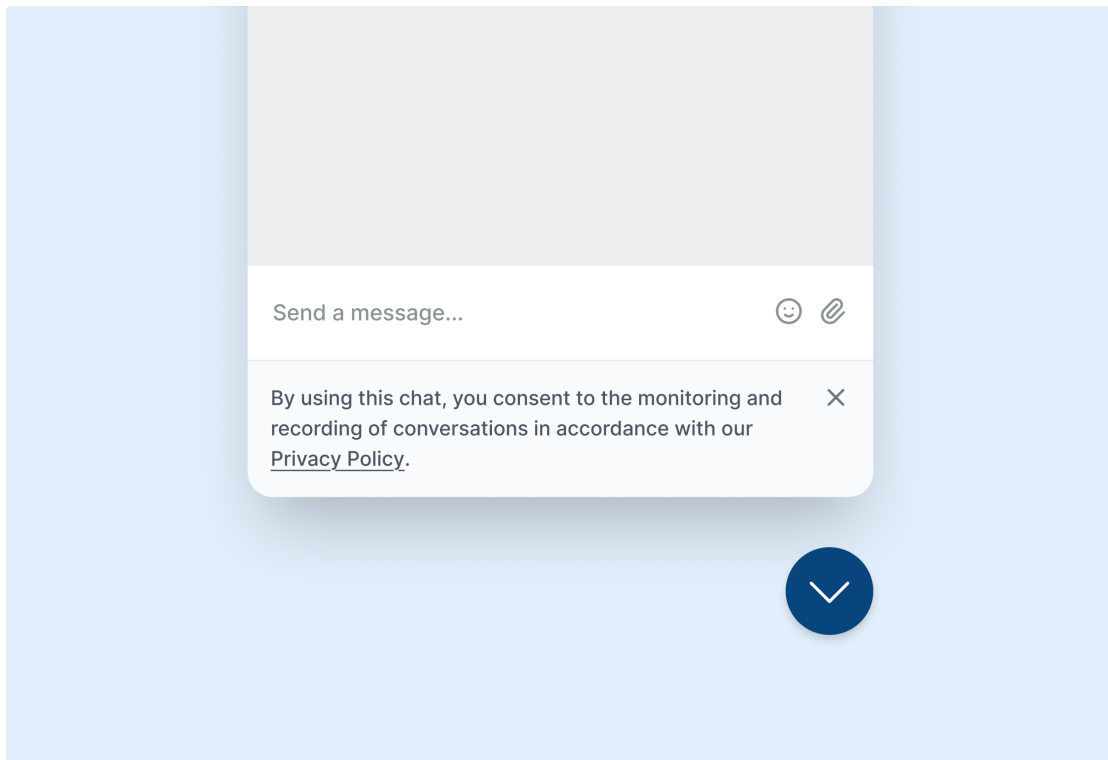 Send a message...
By using this chat, you consent to the monitoring and
recording of conversations in accordance with our
Privacy Policy.